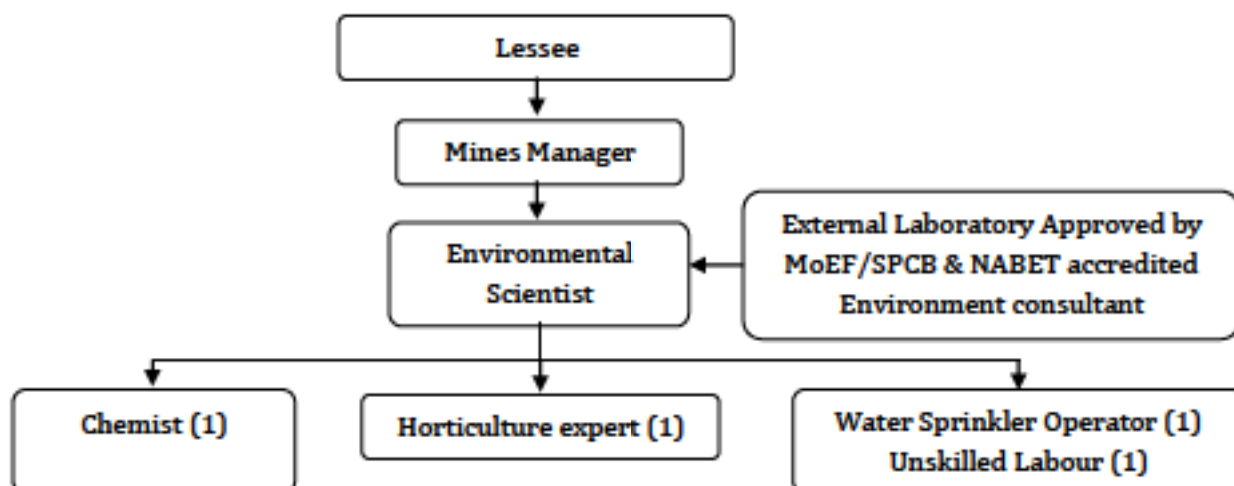 Lessee
Mines Manager
Environmental
Scientist
External Laboratory Approved by
MoEF/SPCB & NABET accredited
Environment consultant
Chemist (1)
Horticulture expert (1)
Water Sprinkler Operator (1)
Unskilled Labour (1)